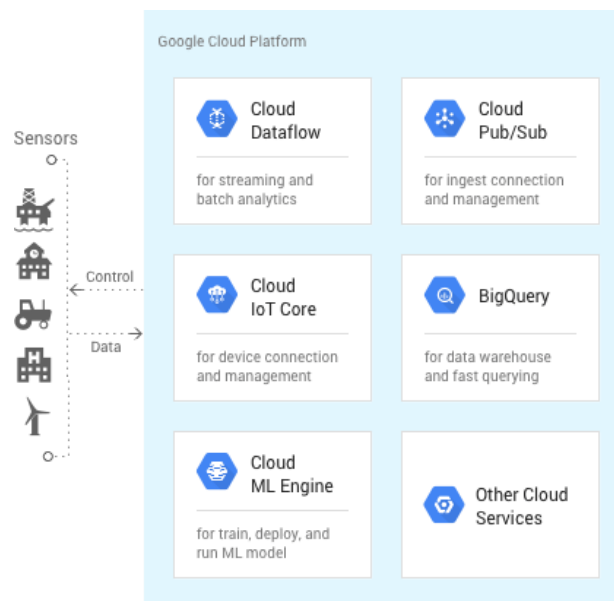 Google Cloud Platform
Sensors
Control
Data
Cloud
Dataflow
for streaming and
batch analytics
Cloud
Pub/Sub
for ingest connection
and management
Cloud
IoT Core
for device connection
and management
BigQuery
for data warehouse
and fast querying
Cloud
ML Engine
for train, deploy, and
run ML model
Other Cloud
Services